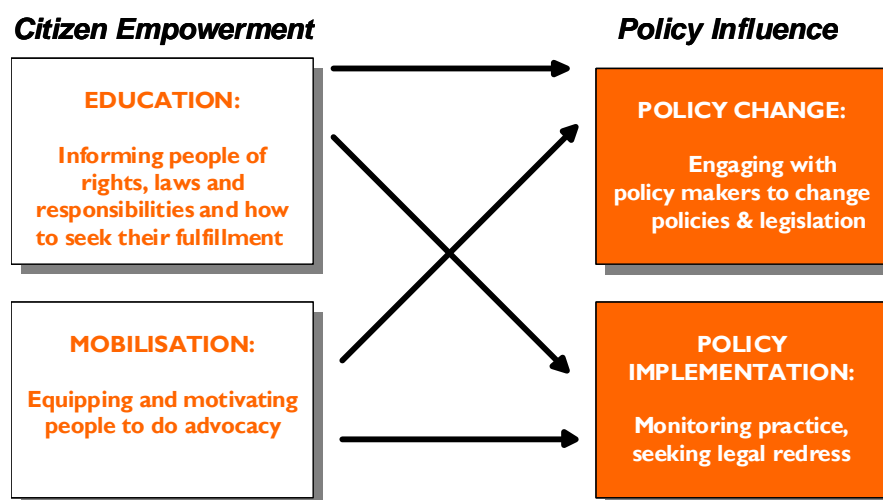 Citizen Empowerment
EDUCATION:
Informing people of
rights, laws and
responsibilities and how
to seek their fulfillment
MOBILISATION:
Equipping and motivating
people to do advocacy
Policy Influence
POLICY CHANGE:
Engaging with
policy makers to change
policies & legislation
POLICY
IMPLEMENTATION:
Monitoring practice,
seeking legal redress